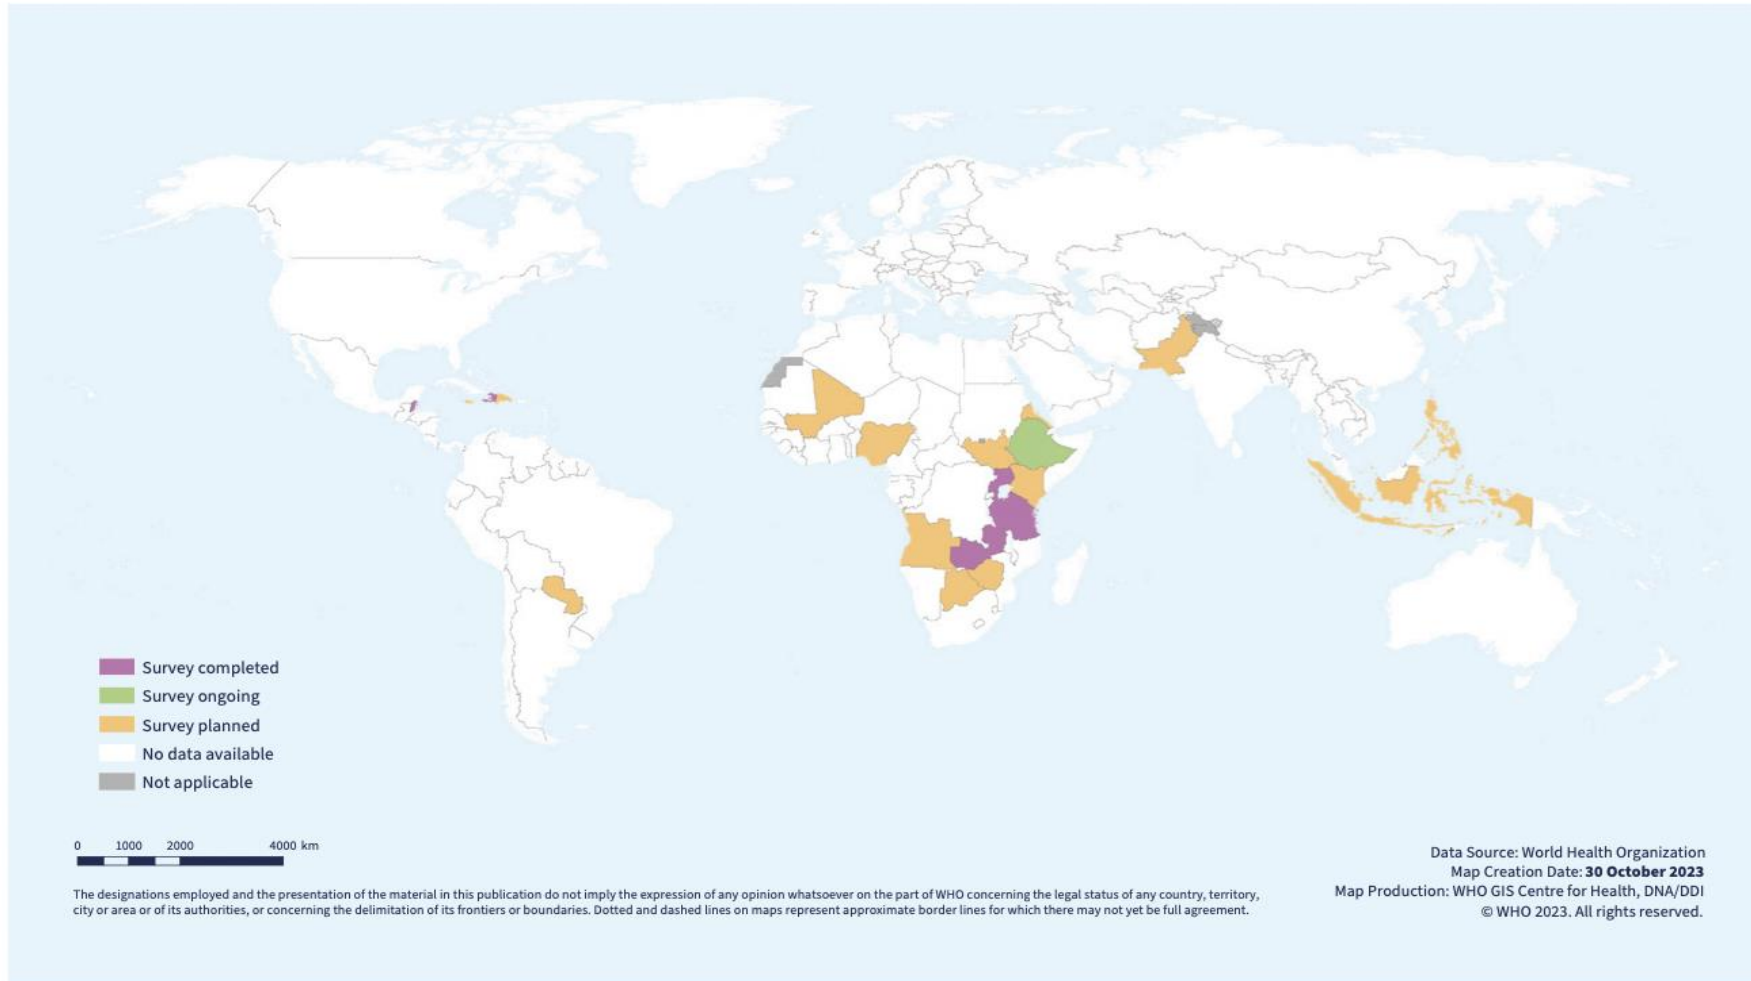 Survey completed
Survey ongoing
Survey planned
No data available
Not applicable
0 1000 2000 4000 km
The designations employed and the presentation of the material in this publication do not imply the expression of any opinion whatsoever on the part of WHO concerning the legal status of any country, territory,
city or area or of its authorities, or concerning the delimitation of its frontiers or boundaries. Dotted and dashed lines on maps represent approximate border lines for which there may not yet be full agreement.
Data Source: World Health Organization
Map Creation Date: 30 October 2023
Map Production: WHO GIS Centre for Health, DNA/DDI
© WHO 2023. All rights reserved.